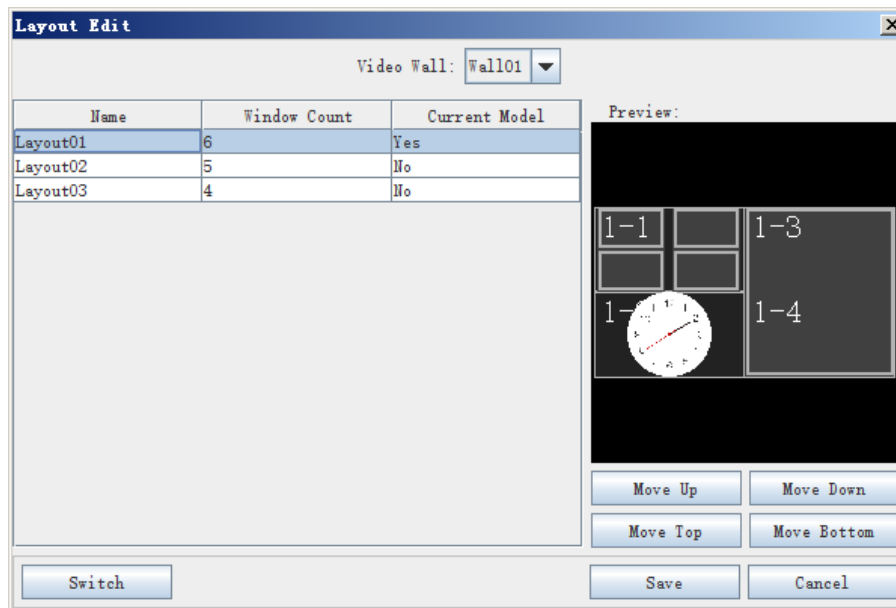 Layout Edit
Video Wall: Wall01
Name Window Count Current Model
Layout01 6 Yes
Layout02 5 No
Layout03 4 No
Preview:
1-1 1-3
1- 1-4
Move Up Move Down
Move Top Move Bottom
Switch Save Cancel